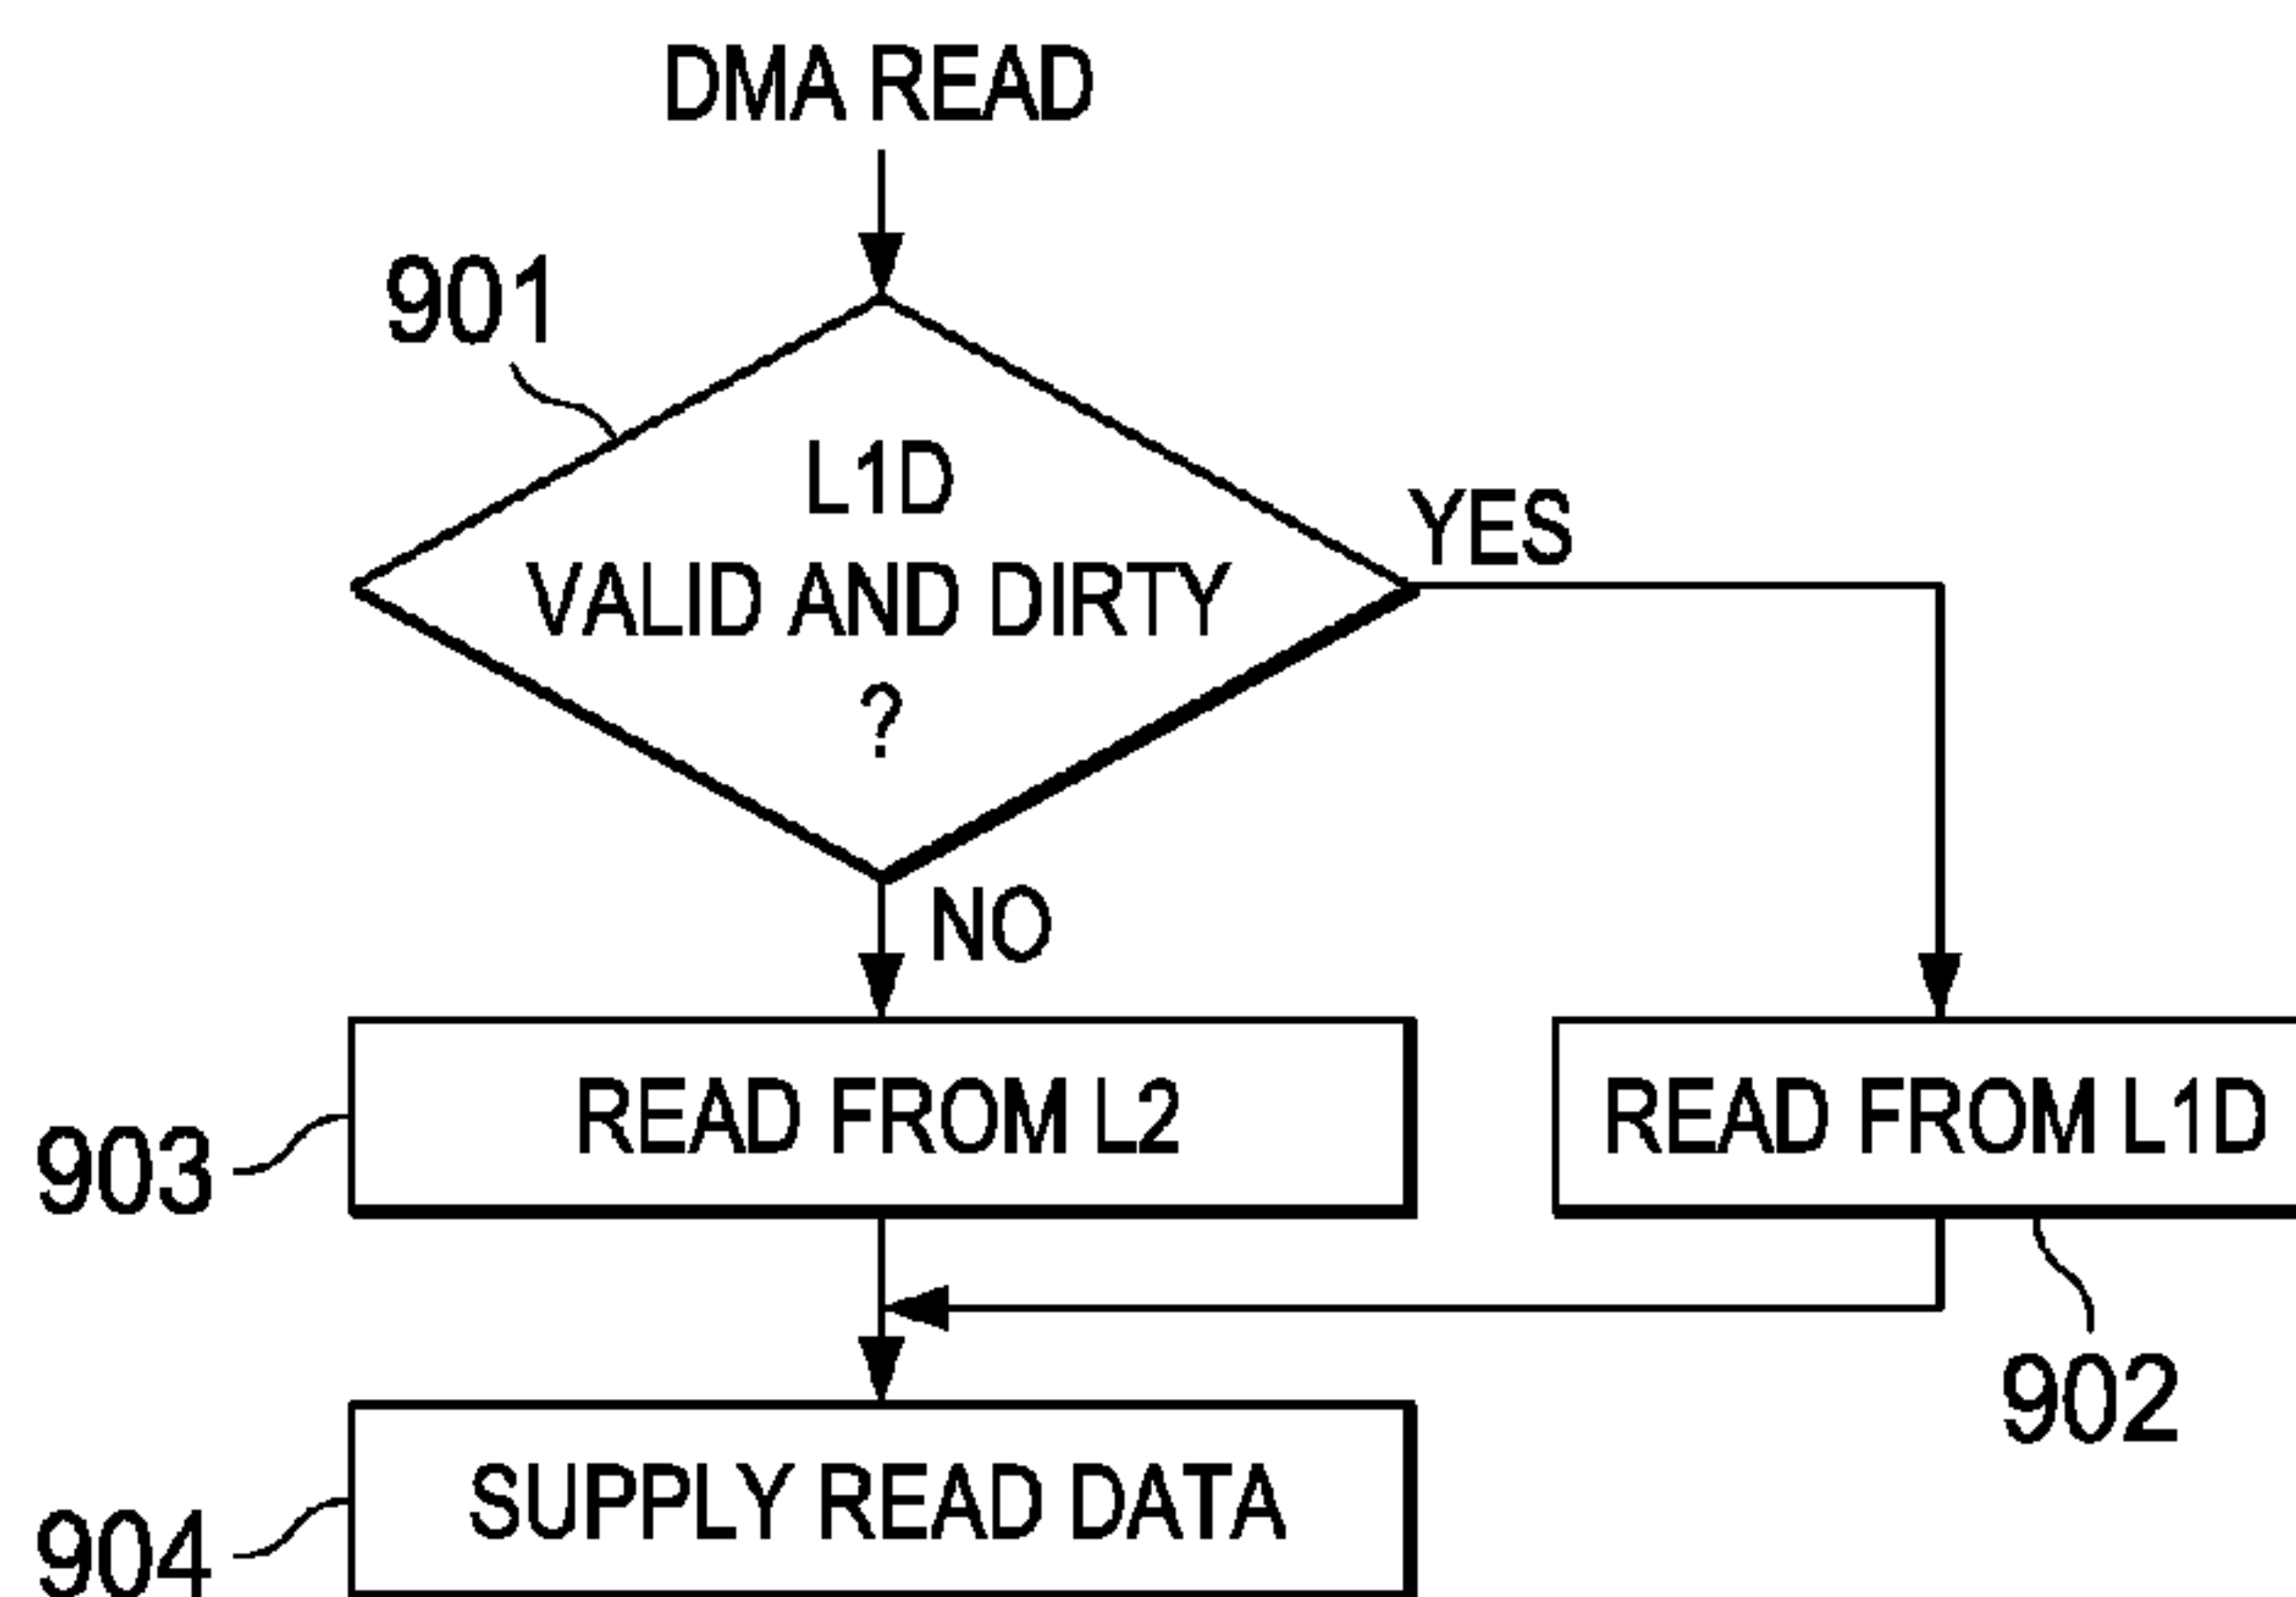 DMA READ
901
L1D
VALID AND DIRTY
?
YES
NO
READ FROM L2
READ FROM L1D
903
902
SUPPLY READ DATA
904